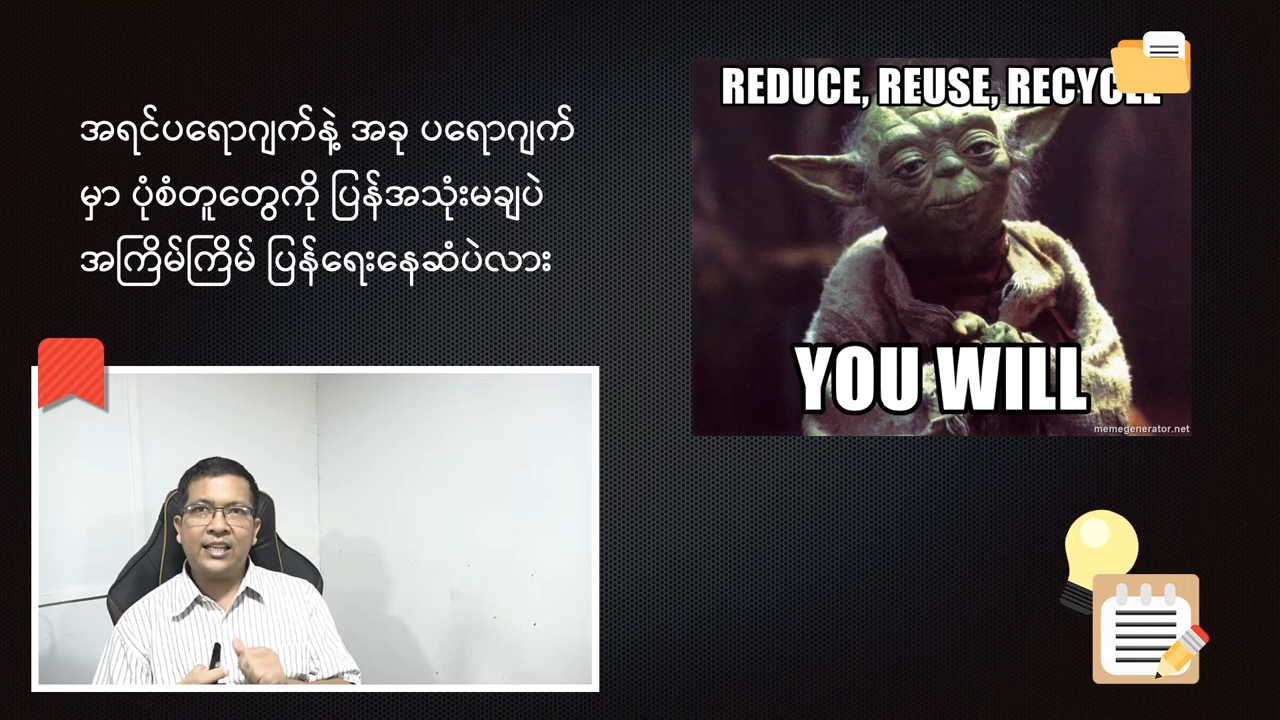 အရင်ပရောဂျက်နဲ့ အခု ပရောဂျက်
မှာ ပုံစံတူတွေကို ပြန်အသုံးမချပဲ
အကြိမ်ကြိမ် ပြန်ရေးနေဆံပဲလား
REDUCE, REUSE, RECYCLE
YOU WILL
memegenerator.net